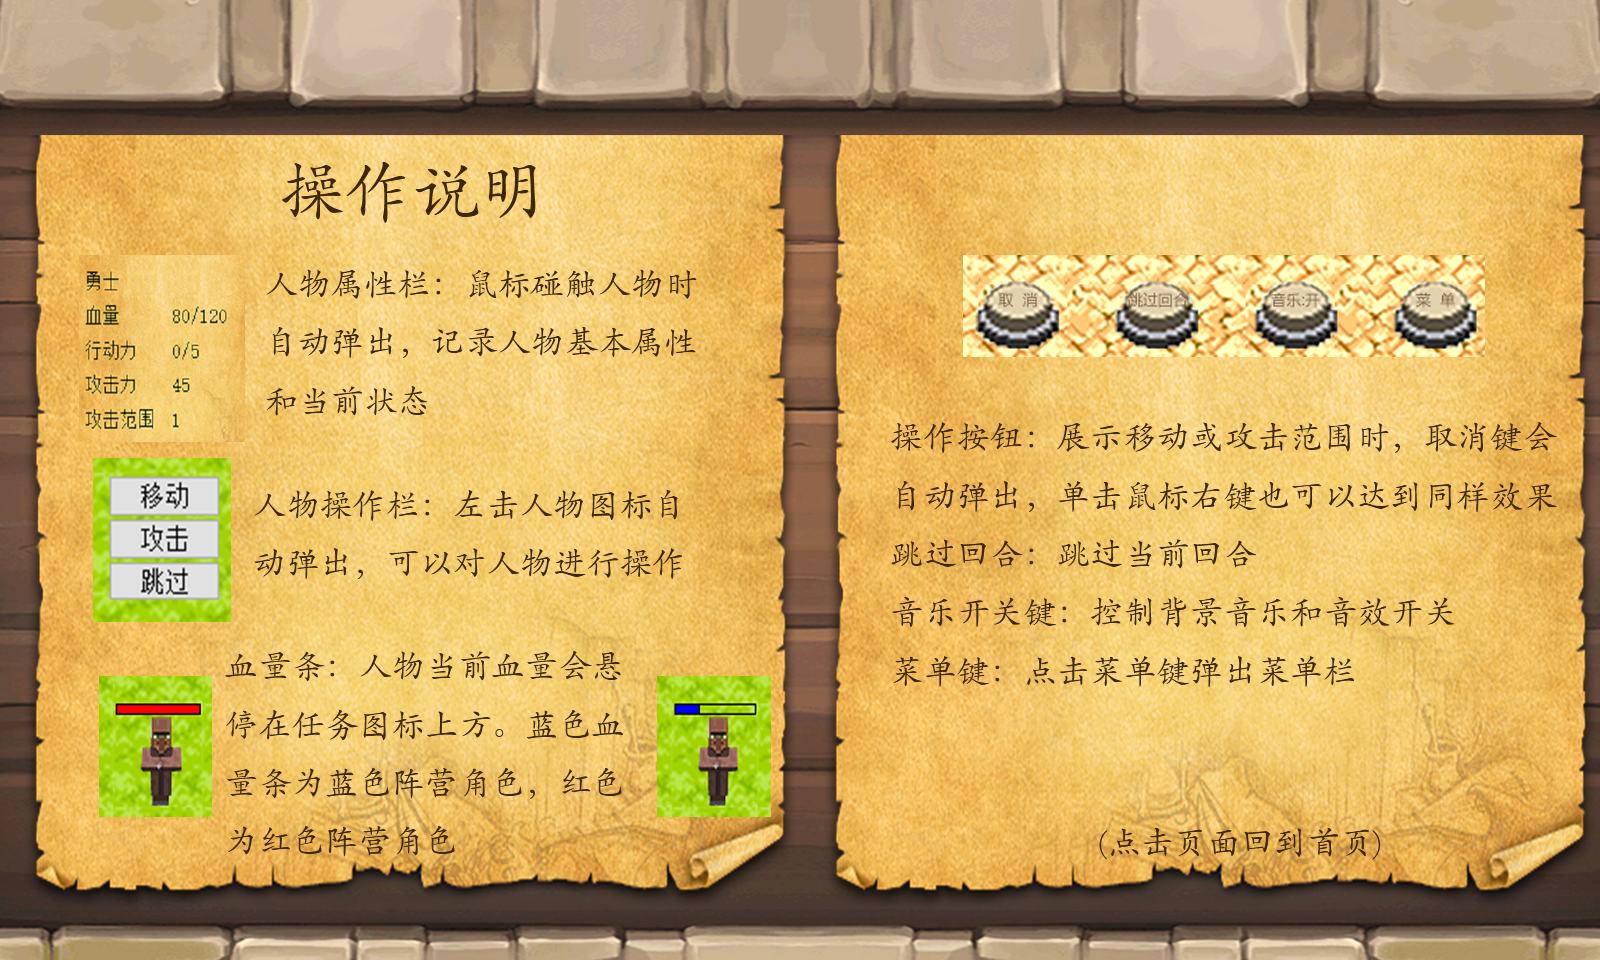 操作说明
勇士
血量 80/120
行动力 0/5
攻击力 45
攻击范围 1
人物属性栏：鼠标碰触人物时
自动弹出，记录人物基本属性
和当前状态
移动
攻击
跳过
人物操作栏：左击人物图标自
动弹出，可以对人物进行操作
血量条：人物当前血量会悬
停在任务图标上方。蓝色血
量条为蓝色阵营角色，红色
为红色阵营角色
取 消 跳过回合 音乐:开 菜 单
操作按钮：展示移动或攻击范围时，取消键会
自动弹出，单击鼠标右键也可以达到同样效果
跳过回合：跳过当前回合
音乐开关键：控制背景音乐和音效开关
菜单键：点击菜单键弹出菜单栏
(点击页面回到首页)